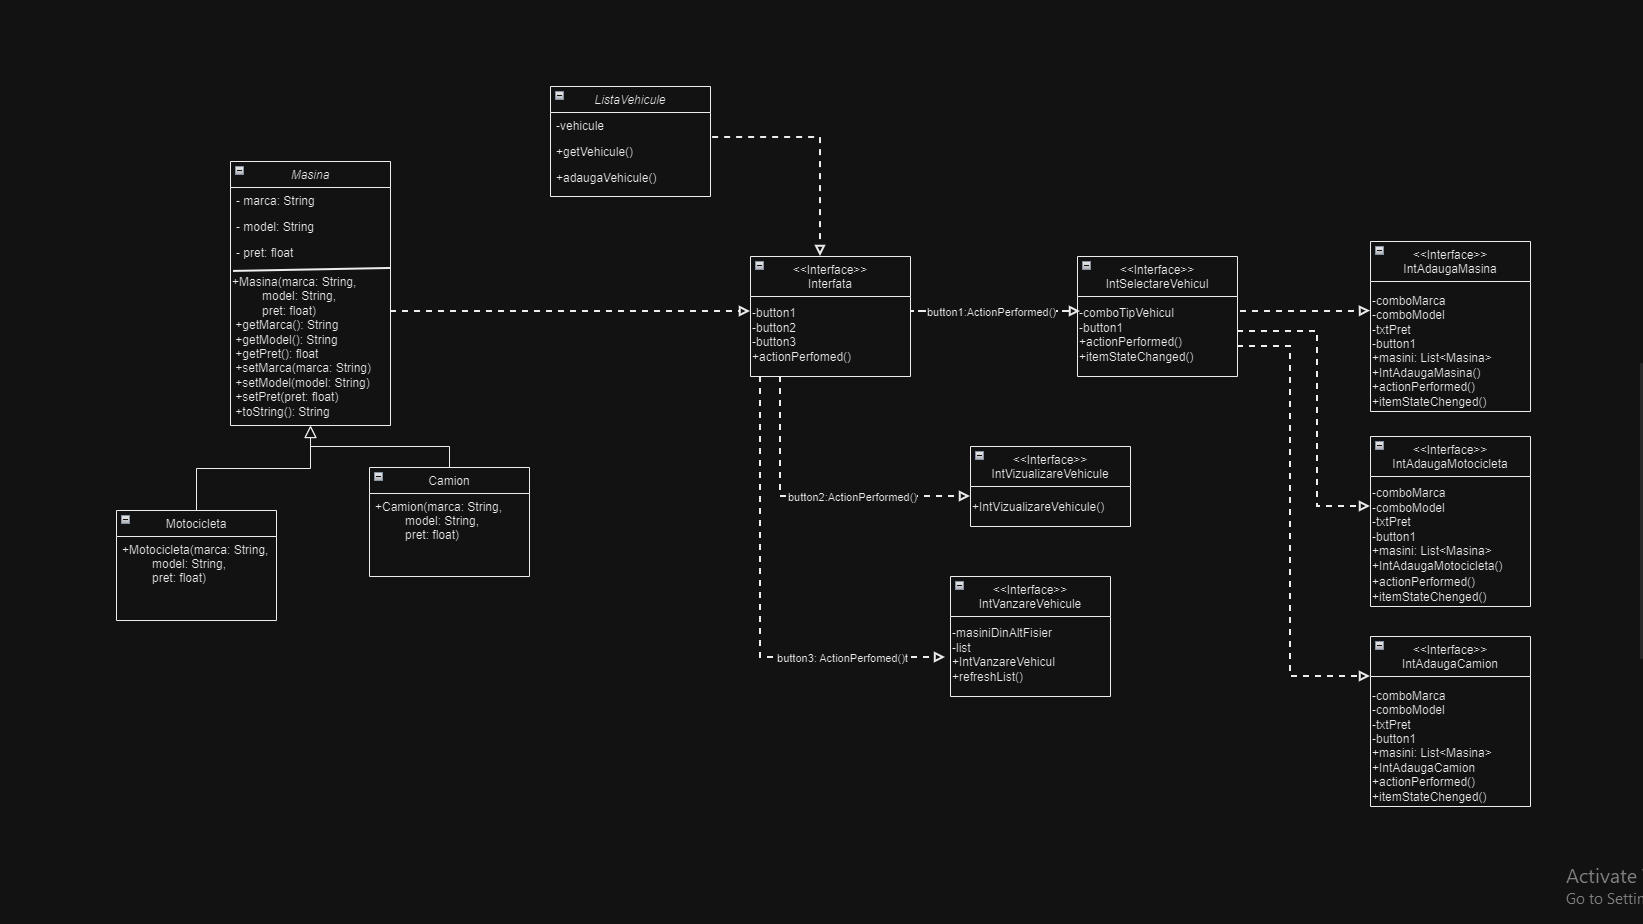 ListaVehicule
-vehicule
+getVehicule()
+adaugaVehicule()
Masina
- marca: String
- model: String
- pret: float
+Masina(marca: String,
model: String,
pret: float)
+getMarca(): String
+getModel(): String
+getPret(): float
+setMarca(marca: String)
+setModel(model: String)
+setPret(pret: float)
+toString(): String
Motocicleta
+Motocicleta(marca: String,
model: String,
pret: float)
Camion
+Camion(marca: String,
model: String,
pret: float)
<<Interface>>
Interfata
-button1
-button2
-button3
+actionPerfomed()
button1:ActionPerformed()
button2:ActionPerformed()
button3: ActionPerfomed()t
<<Interface>>
IntSelectareVehicul
-comboTipVehicul
-button1
+actionPerformed()
+itemStateChanged()
<<Interface>>
IntVizualizareVehicule
+IntVizualizareVehicule()
<<Interface>>
IntVanzareVehicule
-masiniDinAltFisier
-list
+IntVanzareVehicul
+refreshList()
<<Interface>>
IntAdaugaMasina
-comboMarca
-comboModel
-txtPret
-button1
+masini: List<Masina>
+IntAdaugaMasina()
+actionPerformed()
+itemStateChenged()
<<Interface>>
IntAdaugaMotocicleta
-comboMarca
-comboModel
-txtPret
-button1
+masini: List<Masina>
+IntAdaugaMotocicleta()
+actionPerformed()
+itemStateChenged()
<<Interface>>
IntAdaugaCamion
-comboMarca
-comboModel
-txtPret
-button1
+masini: List<Masina>
+IntAdaugaCamion
+actionPerformed()
+itemStateChenged()
Activate
Go to Settin